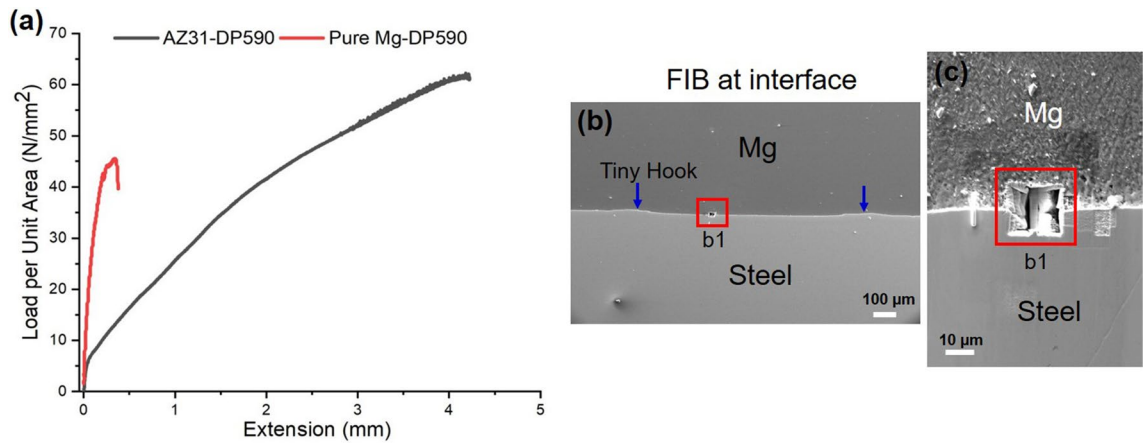 (a)
AZ31-DP590
Pure Mg-DP590
Load per Unit Area (N/mm²)
70
60
50
40
30
20
10
0
0 1 2 3 4 5
Extension (mm)
FIB at interface
(b)
Mg
Tiny Hook
b1
Steel
100 µm
(c)
Mg
b1
Steel
10 µm